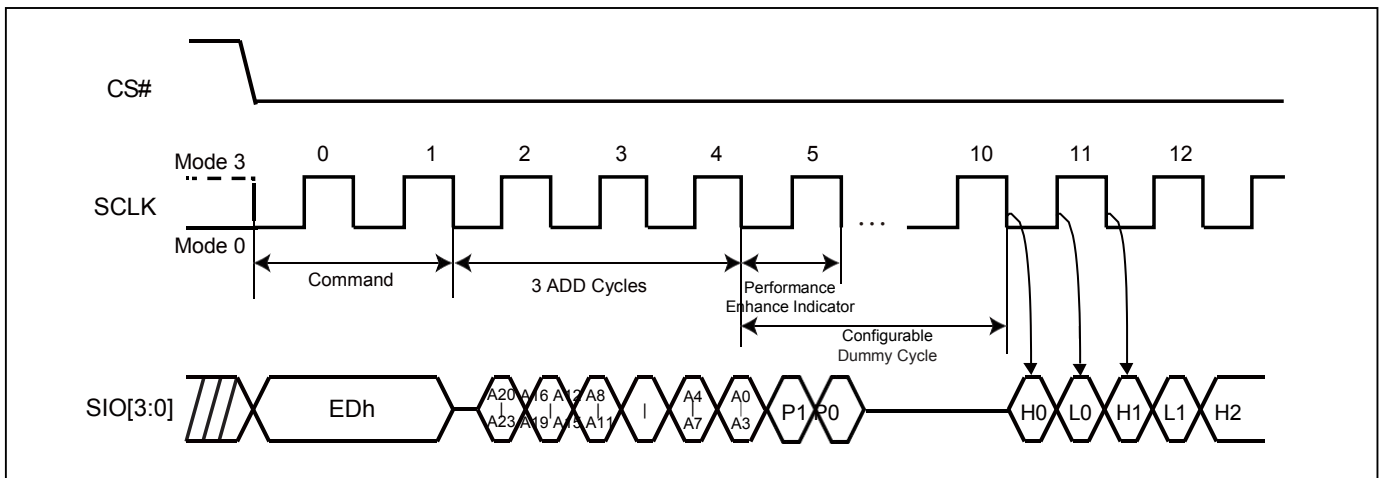 CS#
Mode 3
0 1 2 3 4 5 10 11 12
SCLK
...
Mode 0
Command
3 ADD Cycles
Performance
Enhance Indicator
Configurable
Dummy Cycle
SIO[3:0]
EDh
A20 | A23
A16 | A19
A12 | A15
A8 | A11
|
A4 | A7
A0 | A3
P1
P0
H0
L0
H1
L1
H2